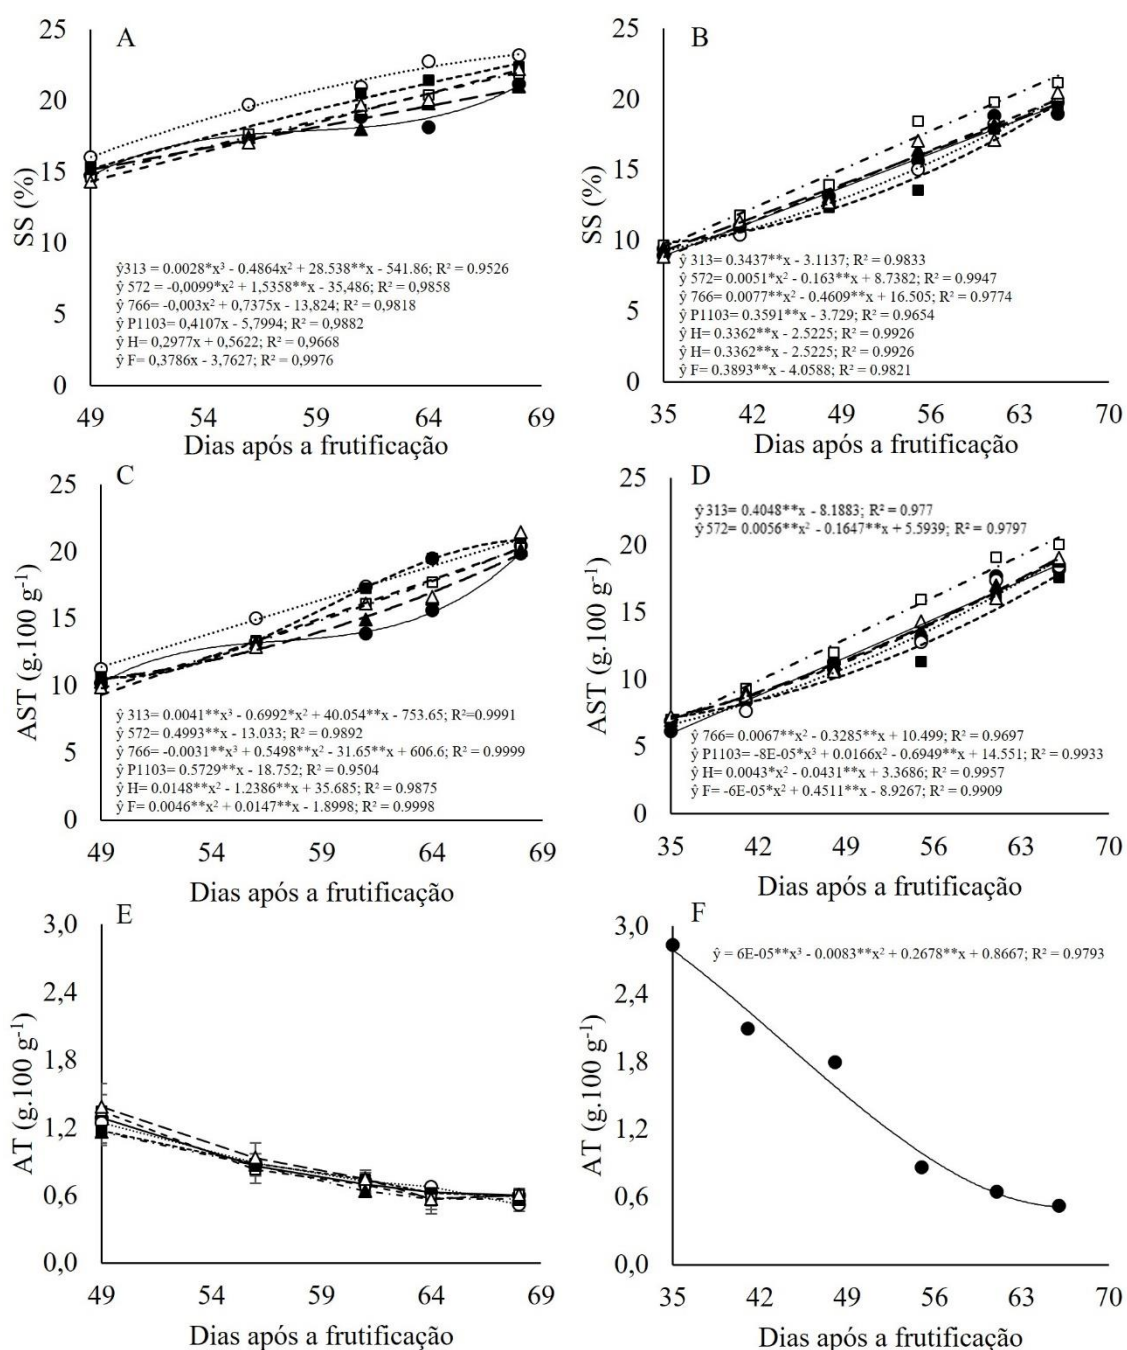 A
25
20
15
10
5
0
SS (%)
ŷ313 = 0.0028*x³ - 0.4864x² + 28.538**x - 541.86; R² = 0.9526
ŷ 572 = -0,0099*x² + 1,5358**x - 35,486; R² = 0,9858
ŷ 766= -0,003x² + 0,7375x - 13,824; R² = 0,9818
ŷ P1103= 0,4107x - 5,7994; R² = 0,9882
ŷ H= 0,2977x + 0,5622; R² = 0,9668
ŷ F= 0,3786x - 3,7627; R² = 0,9976
49 54 59 64 69
Dias após a frutificação
B
25
20
15
10
5
0
SS (%)
ŷ 313= 0.3437**x - 3.1137; R² = 0.9833
ŷ 572= 0.0051*x² - 0.163**x + 8.7382; R² = 0.9947
ŷ 766= 0.0077**x² - 0.4609**x + 16.505; R² = 0.9774
ŷ P1103= 0.3591**x - 3.729; R² = 0.9654
ŷ H= 0.3362**x - 2.5225; R² = 0.9926
ŷ H= 0.3362**x - 2.5225; R² = 0.9926
ŷ F= 0.3893**x - 4.0588; R² = 0.9821
35 42 49 56 63 70
Dias após a frutificação
C
25
20
15
10
5
0
AST (g.100 g⁻¹)
ŷ 313= 0.0041**x³ - 0.6992*x² + 40.054**x - 753.65; R²=0.9991
ŷ 572= 0.4993**x - 13.033; R² = 0.9892
ŷ 766= -0.0031**x³ + 0.5498**x² - 31.65**x + 606.6; R² = 0.9999
ŷ P1103= 0.5729**x - 18.752; R² = 0.9504
ŷ H= 0.0148**x² - 1.2386**x + 35.685; R² = 0.9875
ŷ F= 0.0046**x² + 0.0147**x - 1.8998; R² = 0.9998
49 54 59 64 69
Dias após a frutificação
D
25
20
15
10
5
0
AST (g.100 g⁻¹)
ŷ 313= 0.4048**x - 8.1883; R² = 0.977
ŷ 572= 0.0056**x² - 0.1647**x + 5.5939; R² = 0.9797
ŷ 766= 0.0067**x² - 0.3285**x + 10.499; R² = 0.9697
ŷ P1103= -8E-05*x³ + 0.0166x² - 0.6949**x + 14.551; R² = 0.9933
ŷ H= 0.0043*x² - 0.0431**x + 3.3686; R² = 0.9957
ŷ F= -6E-05*x² + 0.4511**x - 8.9267; R² = 0.9909
35 42 49 56 63 70
Dias após a frutificação
E
3,0
2,4
1,8
1,2
0,6
0,0
AT (g.100 g⁻¹)
49 54 59 64 69
Dias após a frutificação
F
3,0
2,4
1,8
1,2
0,6
0,0
AT (g.100 g⁻¹)
ŷ = 6E-05**x³ - 0.0083**x² + 0.2678**x + 0.8667; R² = 0.9793
35 42 49 56 63 70
Dias após a frutificação